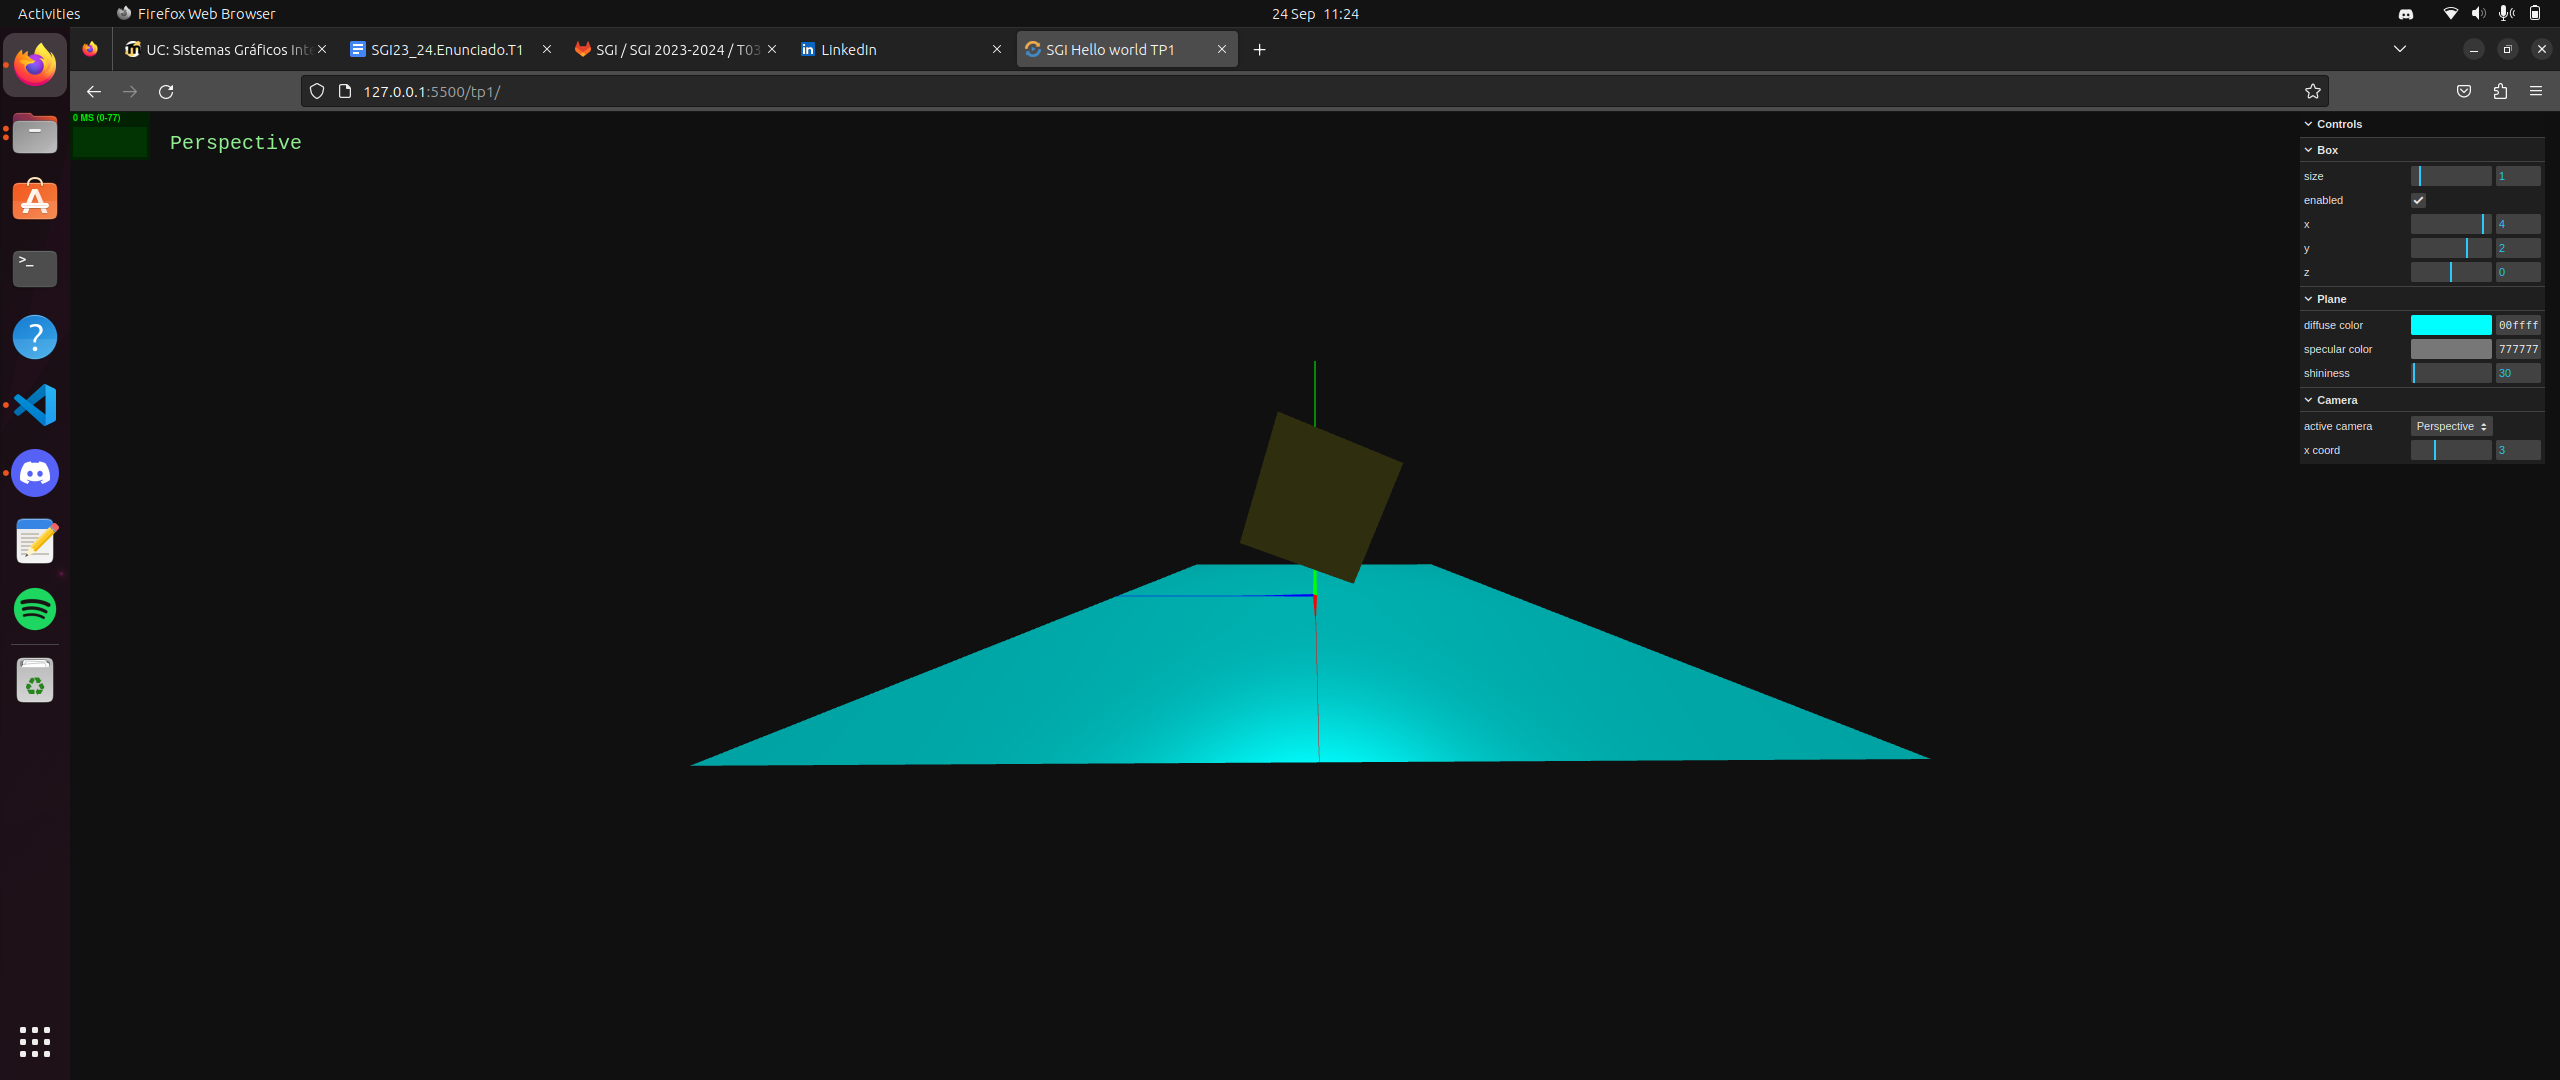 Activities
Firefox Web Browser
24 Sep 11:24
UC: Sistemas Gráficos Inte
SGI23_24.Enunciado.T1
SGI / SGI 2023-2024 / T03
LinkedIn
SGI Hello world TP1
127.0.0.1:5500/tp1/
0 MS (0-77)
Perspective
Controls
Box
size 1
enabled
x 4
y 2
z 0
Plane
diffuse color 00ffff
specular color 777777
shininess 30
Camera
active camera Perspective
x coord 3